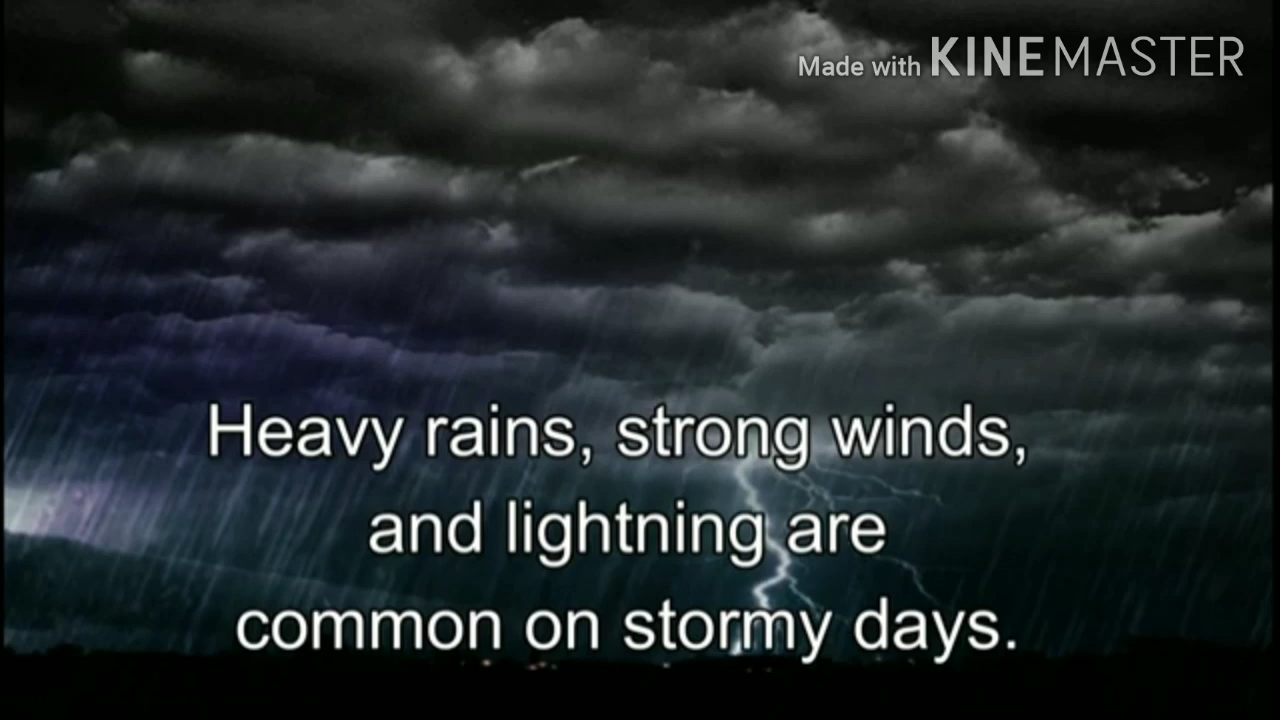 Made with KINEMASTER
Heavy rains, strong winds,
and lightning are
common on stormy days.